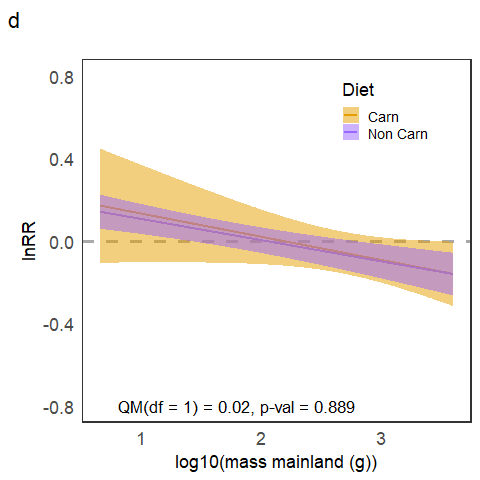 d
Diet
Carn
Non Carn
lnRR
0.8
0.4
0.0
-0.4
-0.8
QM(df = 1) = 0.02, p-val = 0.889
1 2 3
log10(mass mainland (g))